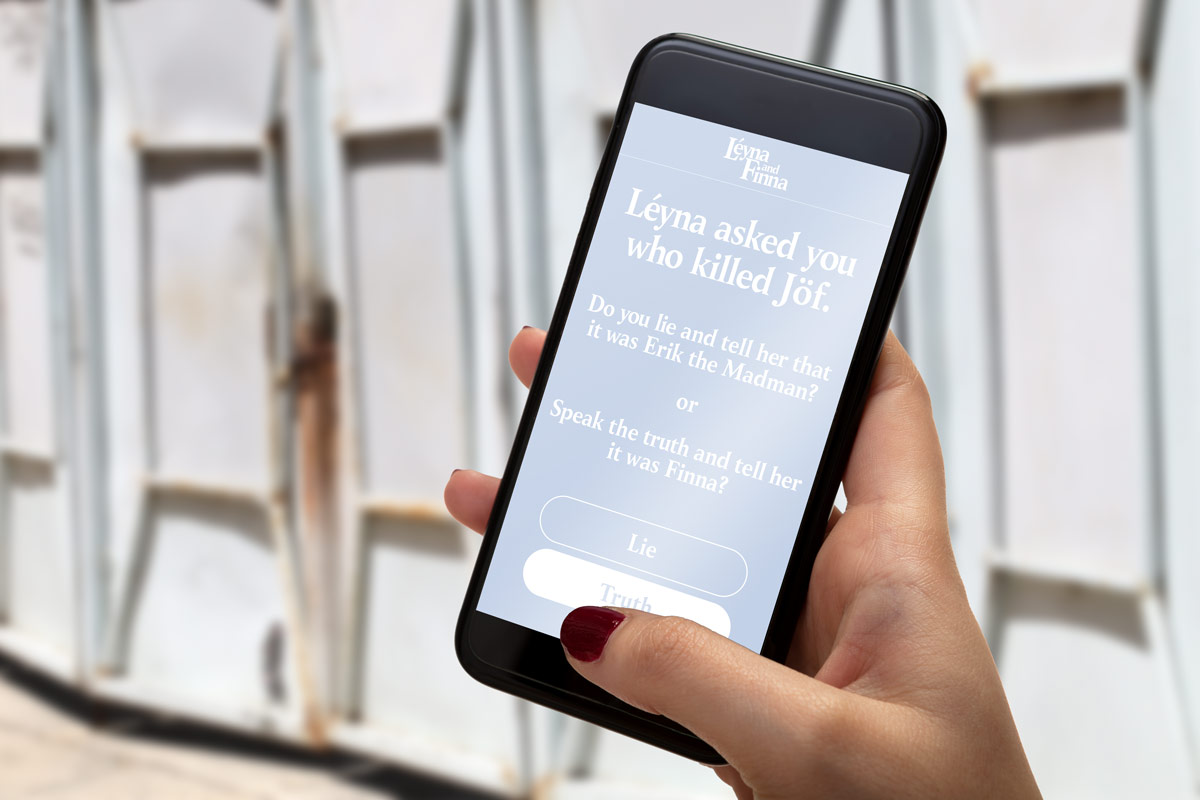 Léyna
and
Finna
Léyna asked you
who killed Jöf.
Do you lie and tell her that
it was Erik the Madman?
or
Speak the truth and tell her
it was Finna?
Lie
Truth